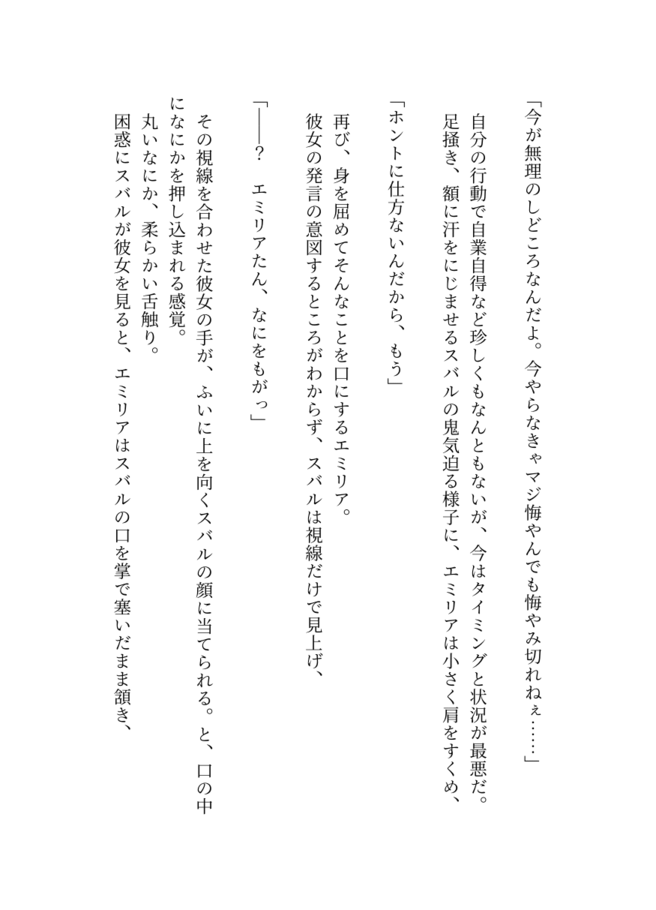 「今が無理のしどころなんだよ。今やらなきゃマジ悔やんでも悔やみ切れねぇ……」
自分の行動で自業自得など珍しくもなんともないが、今はタイミングと状況が最悪だ。
足掻き、額に汗をにじませるスバルの鬼気迫る様子に、エミリアは小さく肩をすくめ、
「ホントに仕方ないんだから、もう」
再び、身を屈めてそんなことを口にするエミリア。
彼女の発言の意図するところがわからず、スバルは視線だけで見上げ、
「――？　エミリアたん、なにをもがっ」
その視線を合わせた彼女の手が、ふいに上を向くスバルの顔に当てられる。と、口の中
になにかを押し込まれる感覚。
丸いなにか、柔らかい舌触り。
困惑にスバルが彼女を見ると、エミリアはスバルの口を掌で塞いだまま頷き、